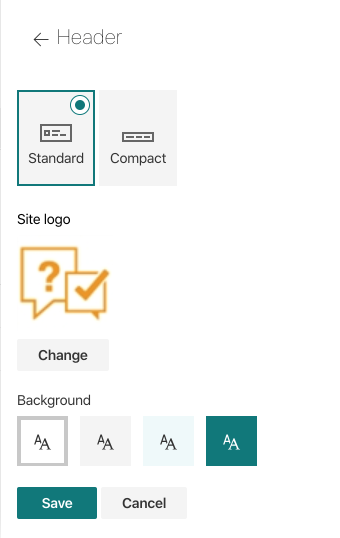 Header
Standard Compact
Site logo
?
Change
Background
AA AA AA AA
Save Cancel